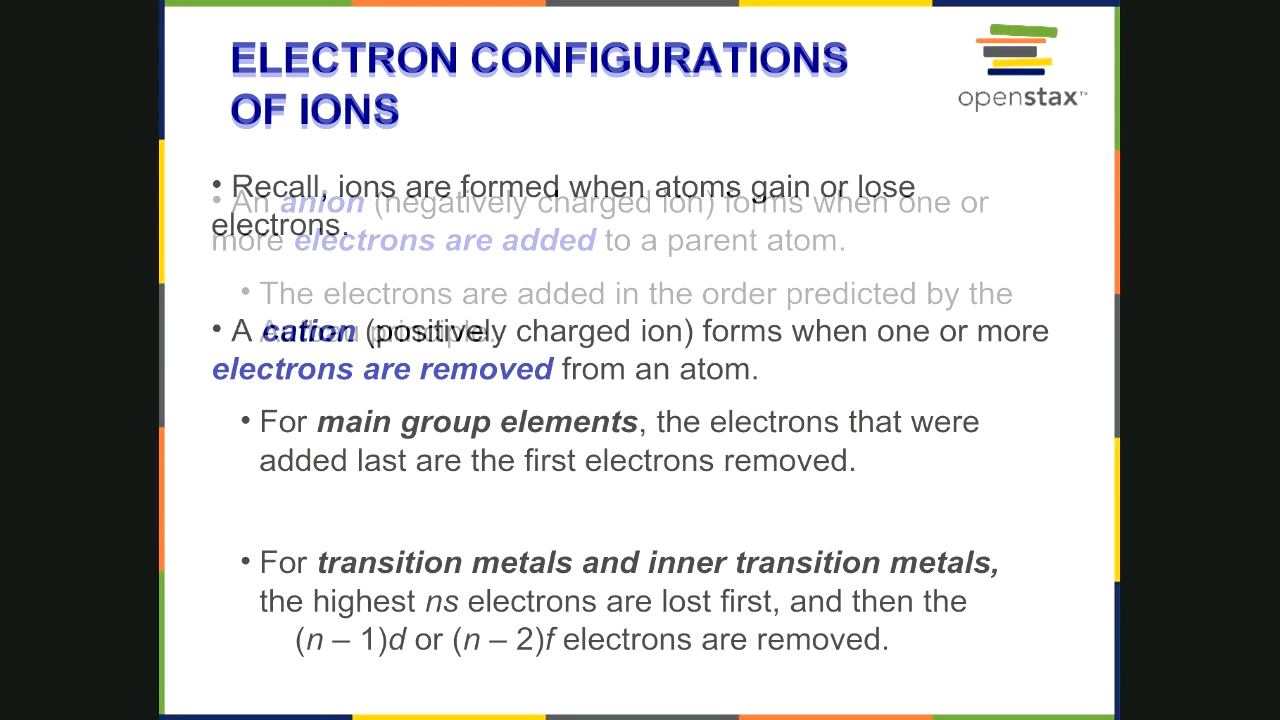 ELECTRON CONFIGURATIONS
OF IONS
openstax™
• Recall, ions are formed when atoms gain or lose
electrons.
• A cation (positively charged ion) forms when one or more
electrons are removed from an atom.
• For main group elements, the electrons that were
added last are the first electrons removed.
• For transition metals and inner transition metals,
the highest ns electrons are lost first, and then the
(n – 1)d or (n – 2)f electrons are removed.
• An anion (negatively charged ion) forms when one or
more electrons are added to a parent atom.
• The electrons are added in the order predicted by the
Aufbau principle.